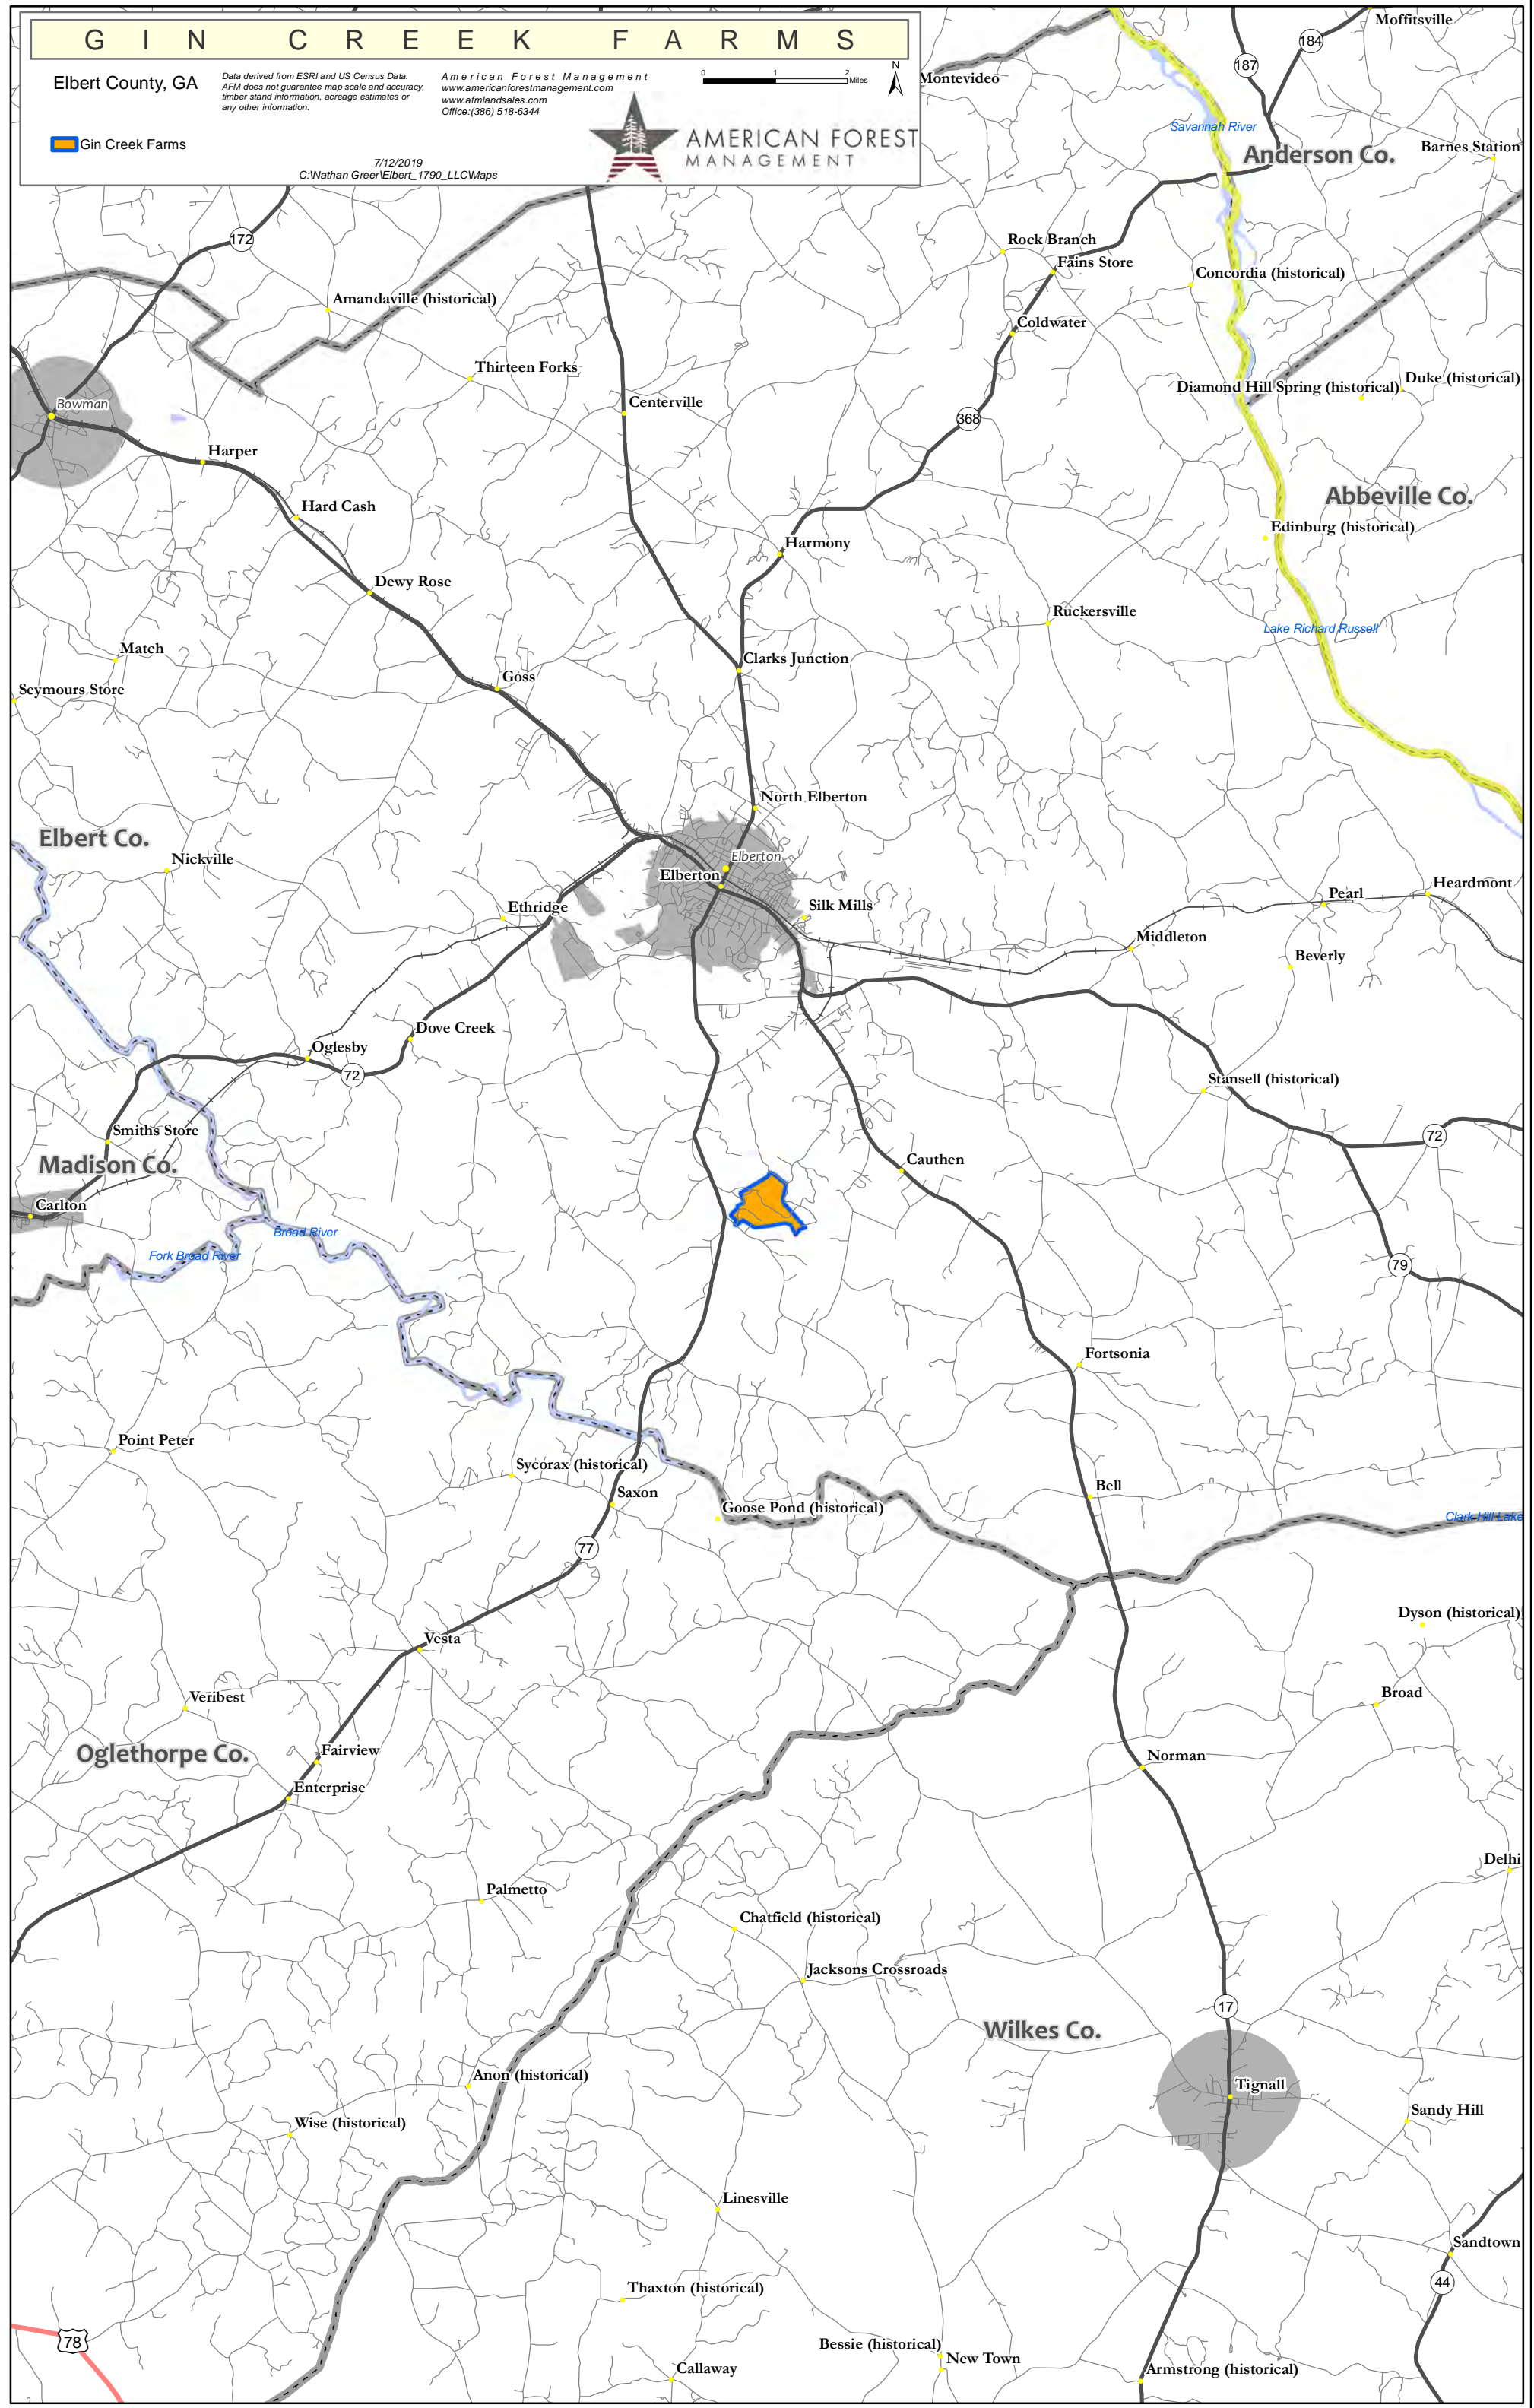 GIN CREEK FARMS
Elbert County, GA
Data derived from ESRI and US Census Data.
AFM does not guarantee map scale and accuracy,
timber stand information, acreage estimates or
any other information.
American Forest Management
www.americanforestmanagement.com
www.afmlandsales.com
Office:(386) 518-6344
0 1 2
Miles
N
Gin Creek Farms
AMERICAN FOREST
MANAGEMENT
7/12/2019
C:\Nathan Greer\Elbert_1790_LLC\Maps
Moffitsville
184
187
Montevideo
Savannah River
Anderson Co.
Barnes Station
172
Rock Branch
Fains Store
Concordia (historical)
Amandaville (historical)
Coldwater
Thirteen Forks
Duke (historical)
Diamond Hill Spring (historical)
Bowman
Centerville
368
Harper
Abbeville Co.
Hard Cash
Edinburg (historical)
Harmony
Dewy Rose
Ruckersville
Lake Richard Russell
Match
Clarks Junction
Goss
Seymours Store
North Elberton
Elbert Co.
Nickville
Elberton
Elberton
Heardmont
Pearl
Ethridge
Silk Mills
Middleton
Beverly
Dove Creek
Oglesby
72
Stansell (historical)
Smiths Store
72
Madison Co.
Cauthen
Carlton
Broad River
Fork Broad River
79
Fortsonia
Point Peter
Sycorax (historical)
Bell
Saxon
Goose Pond (historical)
Clark Hill Lake
77
Dyson (historical)
Vesta
Veribest
Broad
Oglethorpe Co.
Fairview
Norman
Enterprise
Delhi
Palmetto
Chatfield (historical)
Jacksons Crossroads
17
Wilkes Co.
Anon (historical)
Tignall
Wise (historical)
Sandy Hill
Linesville
Sandtown
44
Thaxton (historical)
78
Bessie (historical)
New Town
Callaway
Armstrong (historical)